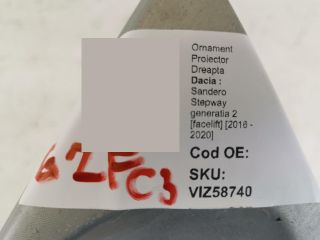 Ornament
Proiector
Dreapta
Dacia :
Sandero
Stepway
generatia 2
[facelift] [2016 -
2020]
Cod OE:
SKU:
VIZ58740